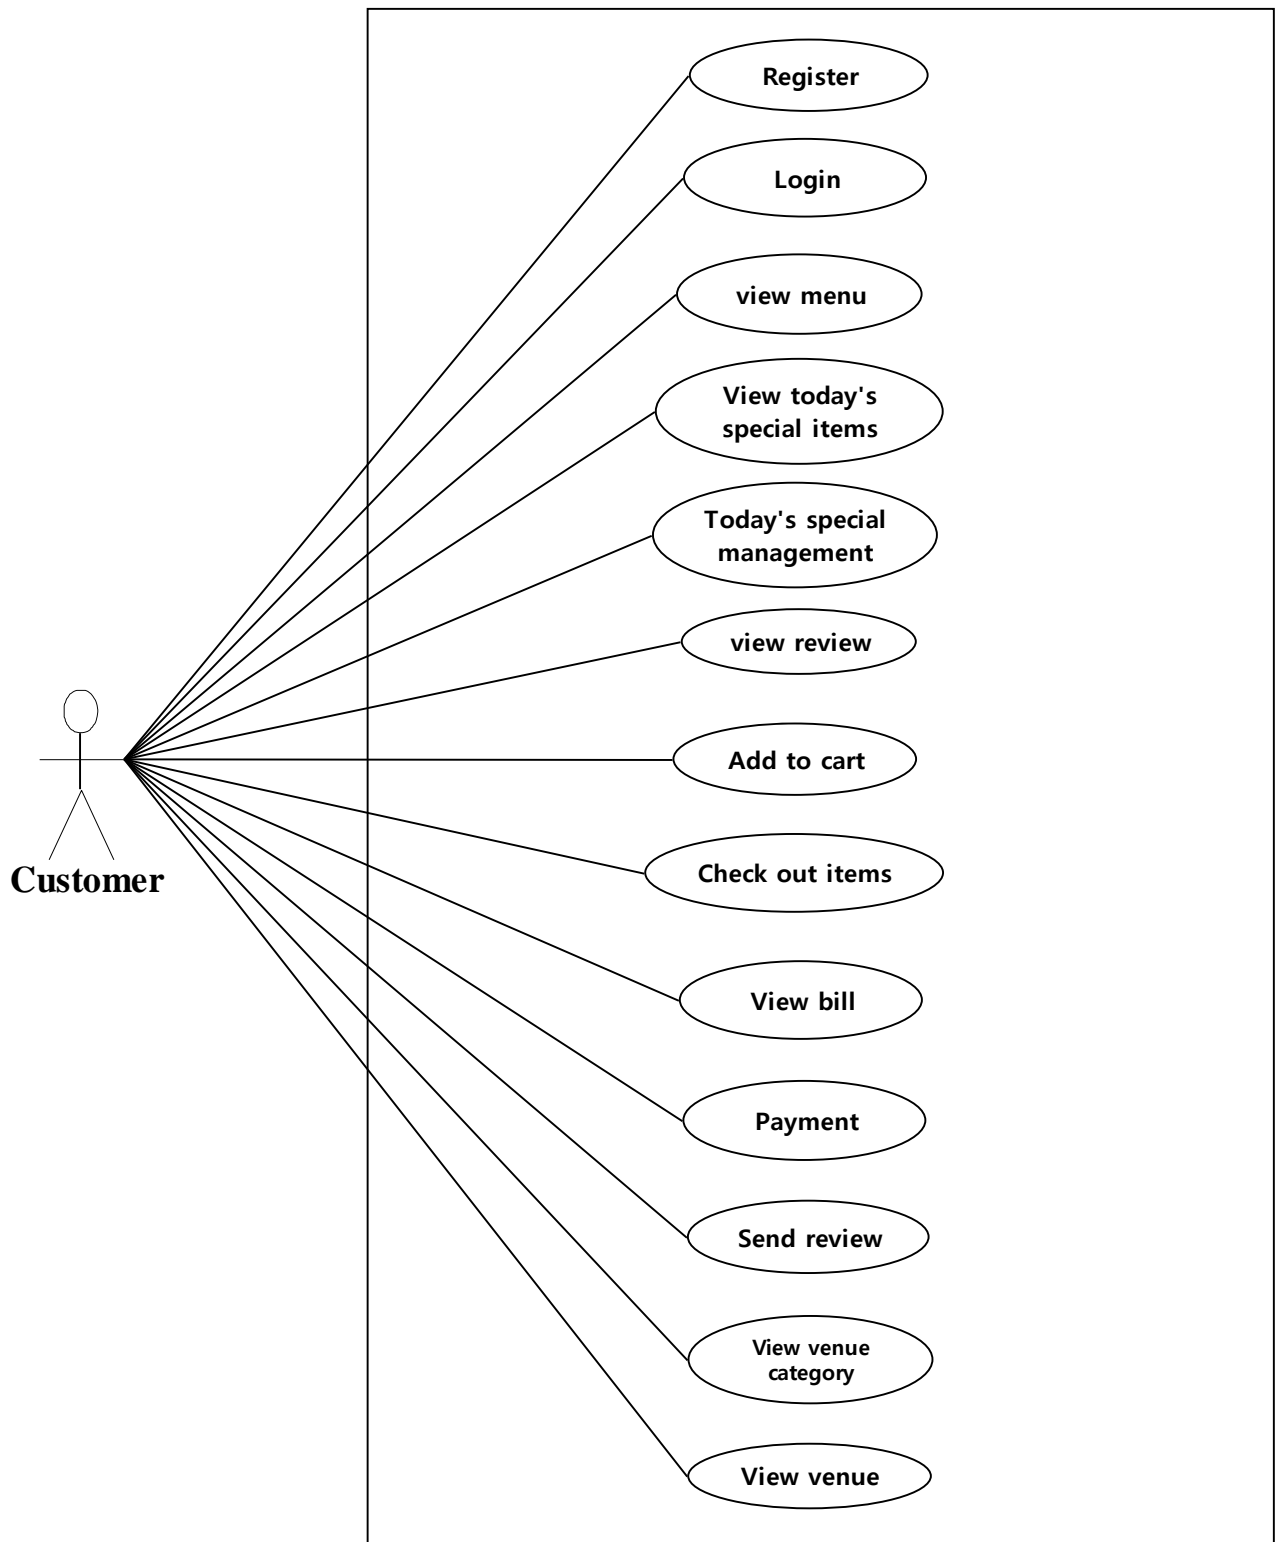 Register
Login
view menu
View today's
special items
Today's special
management
view review
Add to cart
Customer
Check out items
View bill
Payment
Send review
View venue
category
View venue